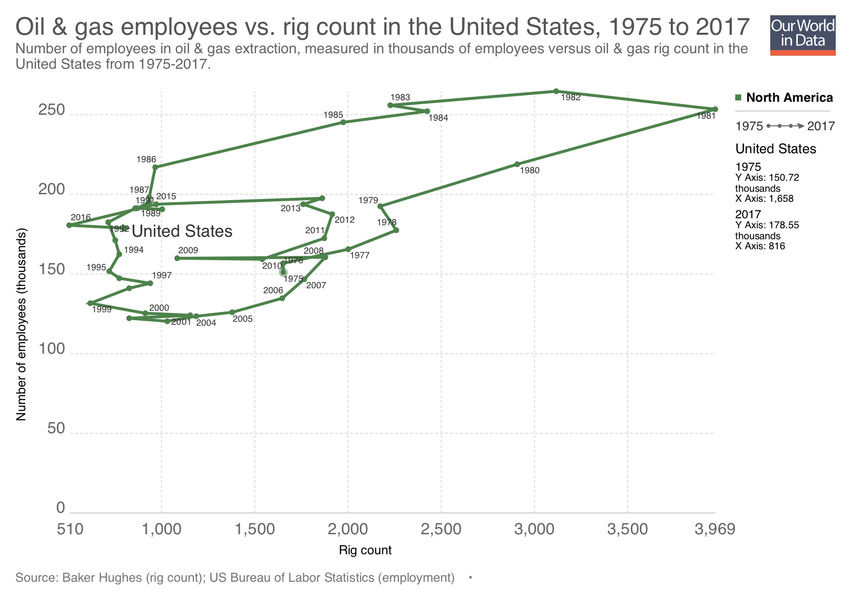 Oil & gas employees vs. rig count in the United States, 1975 to 2017
Number of employees in oil & gas extraction, measured in thousands of employees versus oil & gas rig count in the
United States from 1975-2017.
Our World
in Data
North America
1975
2017
United States
1975
Y Axis: 150.72
thousands
X Axis: 1,658
2017
Y Axis: 178.55
thousands
X Axis: 816
Number of employees (thousands)
250
200
150
100
50
0
1983
1982
1984
1981
1985
1986
1980
1987
2015
1979
1989
2013
2016
2012
1978
United States
2011
1994
2009
2008
1977
1995
2010
1976
1997
1975
2007
2006
1999
2000
2001
2004
2005
510
1,000
1,500
2,000
2,500
3,000
3,500
3,969
Rig count
Source: Baker Hughes (rig count); US Bureau of Labor Statistics (employment) •